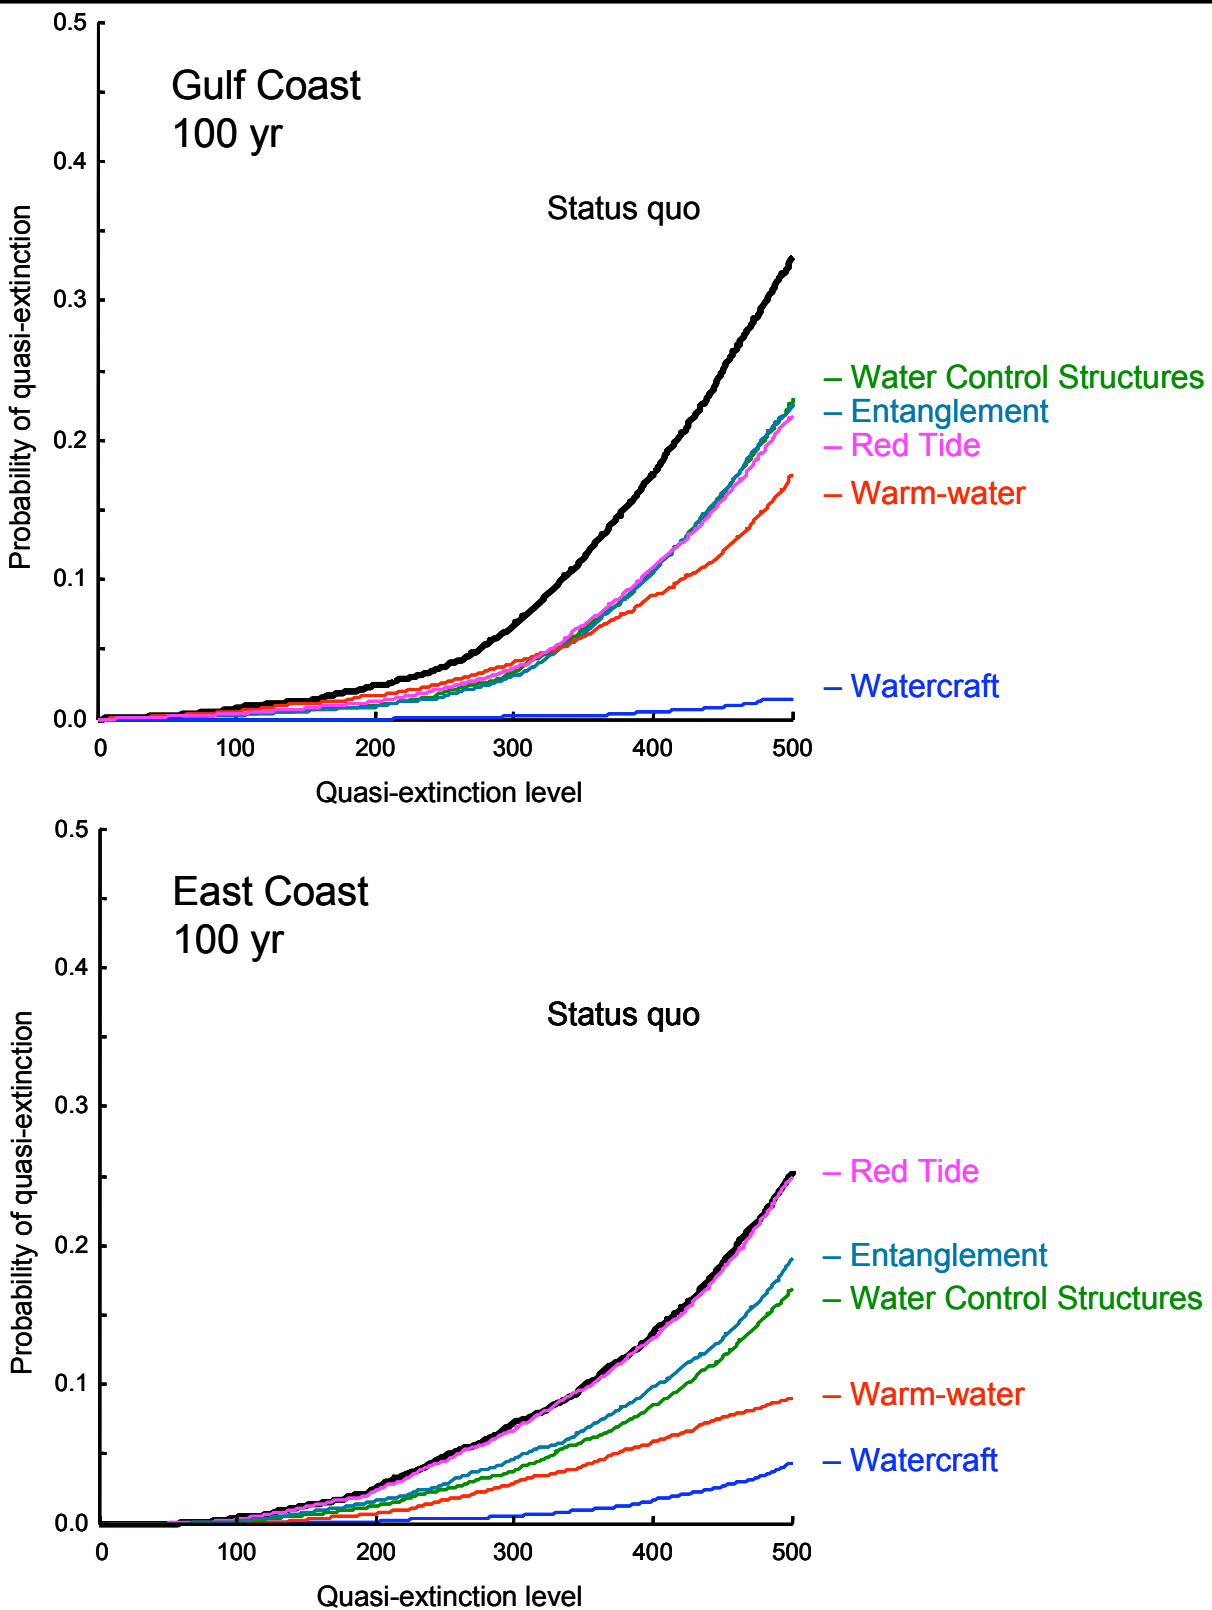 0.5
Gulf Coast
100 yr
0.4
Status quo
0.3
– Water Control Structures
– Entanglement
0.2
– Red Tide
– Warm-water
0.1
– Watercraft
0.0
0 100 200 300 400 500
Quasi-extinction level
Probability of quasi-extinction
0.5
East Coast
100 yr
0.4
Status quo
0.3
– Red Tide
0.2
– Entanglement
– Water Control Structures
0.1
– Warm-water
– Watercraft
0.0
0 100 200 300 400 500
Quasi-extinction level
Probability of quasi-extinction